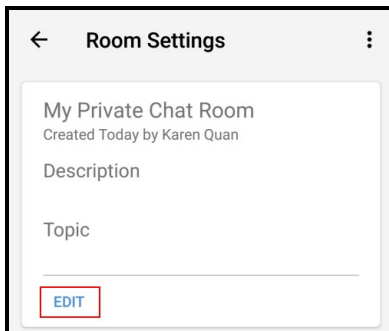 Room Settings
My Private Chat Room
Created Today by Karen Quan
Description
Topic
EDIT